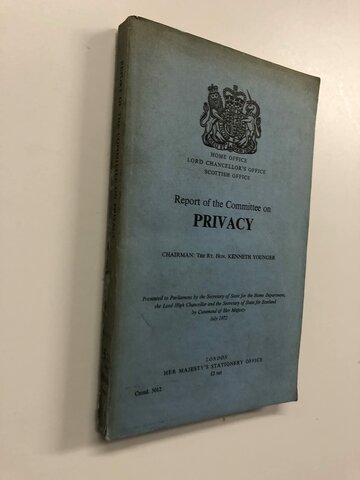 HOME OFFICE
LORD CHANCELLOR'S OFFICE
SCOTTISH OFFICE
Report of the Committee on
PRIVACY
CHAIRMAN: THE RT. HON. KENNETH YOUNGER
Presented to Parliament by the Secretary of State for the Home Department,
the Lord High Chancellor and the Secretary of State for Scotland
by Command of Her Majesty
July 1972
LONDON
HER MAJESTY'S STATIONERY OFFICE
£2 net
Cmnd. 5012